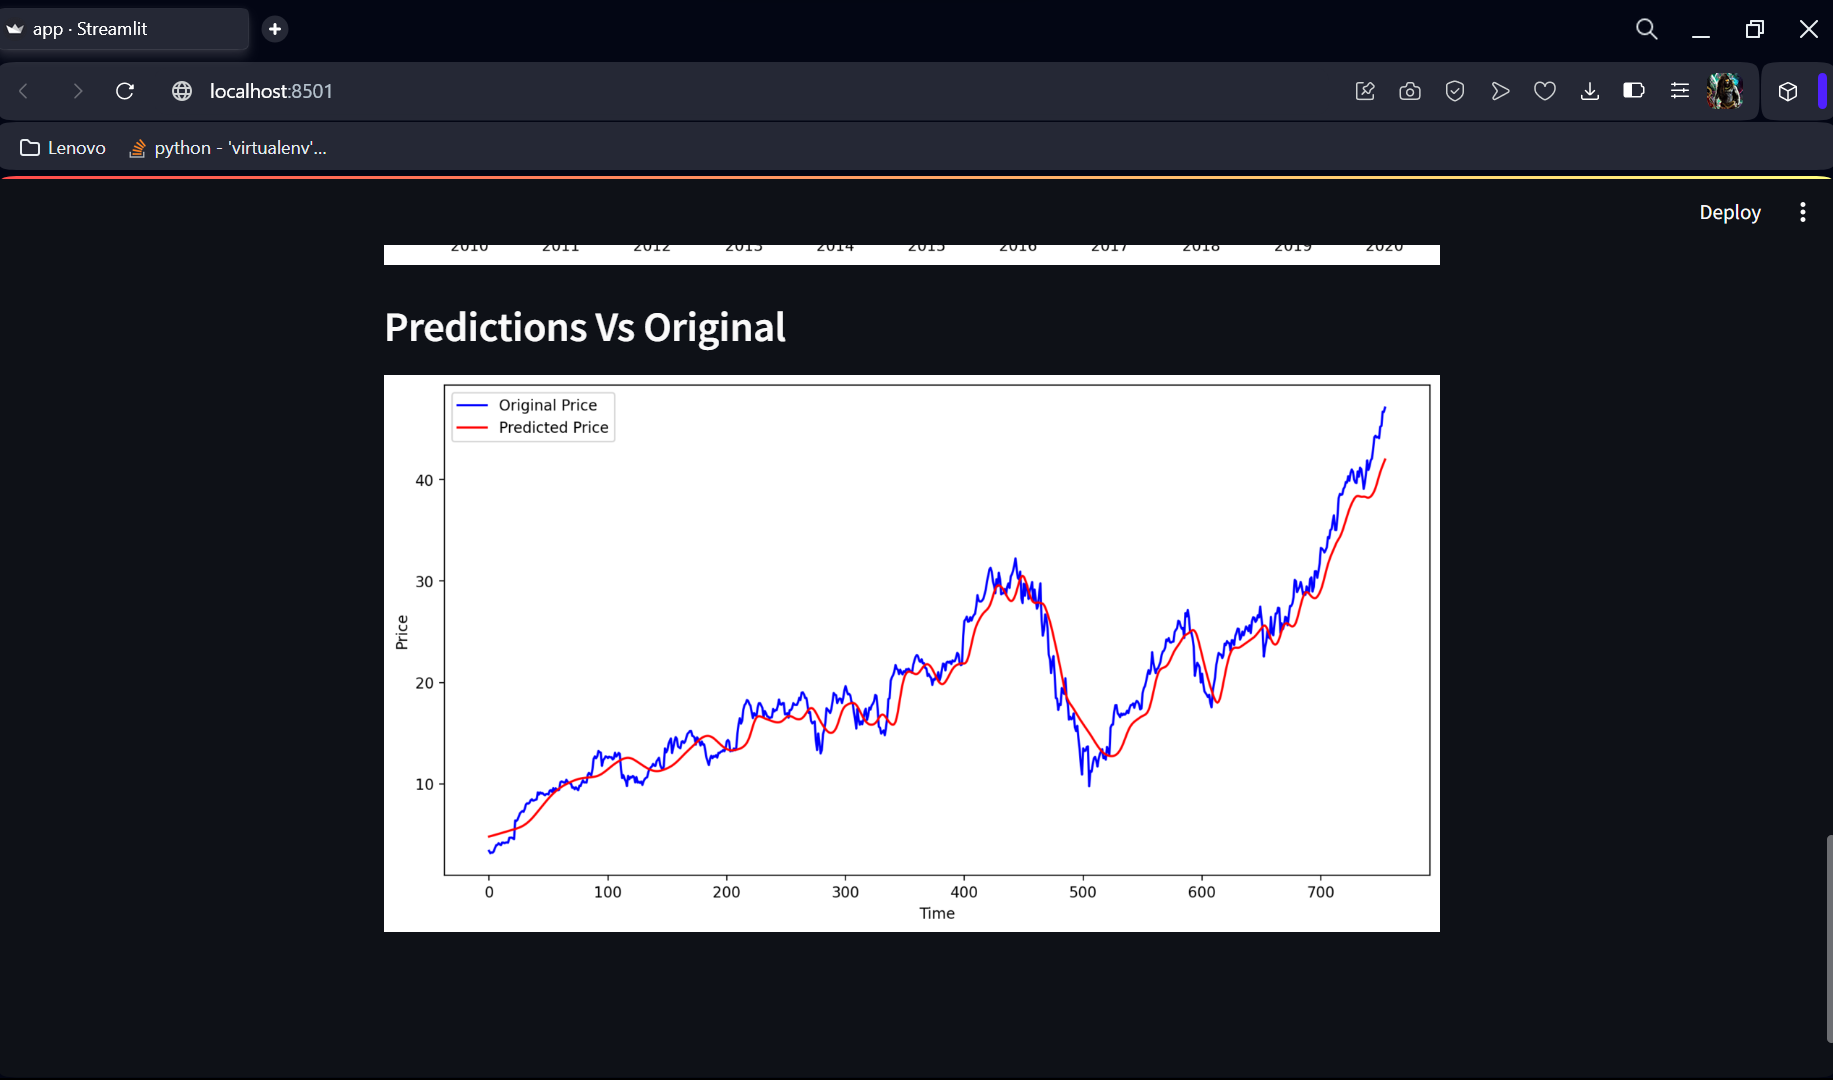 app · Streamlit
localhost:8501
Lenovo
python - 'virtualenv'...
Deploy
2010 2011 2012 2013 2014 2015 2016 2017 2018 2019 2020
Predictions Vs Original
Original Price
Predicted Price
40
30
20
10
Price
0 100 200 300 400 500 600 700
Time